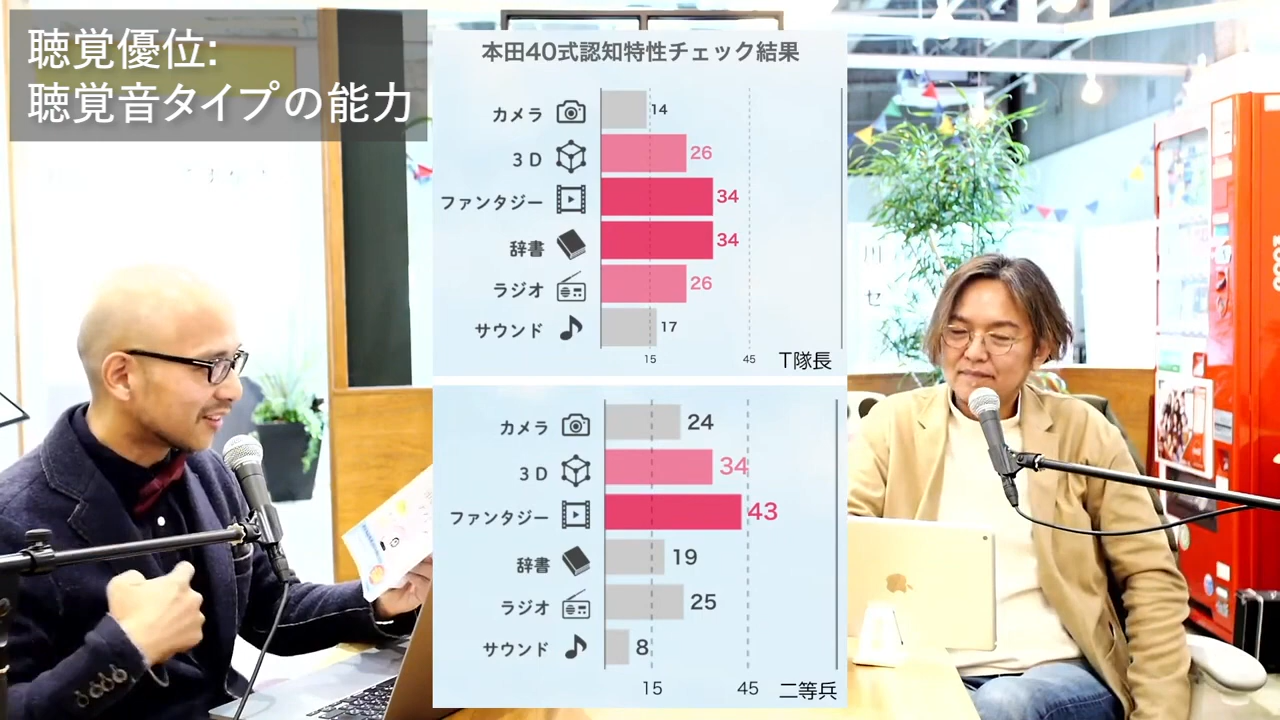 聴覚優位:
聴覚音タイプの能力
本田40式認知特性チェック結果
カメラ 14
3D 26
ファンタジー 34
辞書 34
ラジオ 26
サウンド 17
15 45
T隊長
カメラ 24
3D 34
ファンタジー 43
辞書 19
ラジオ 25
サウンド 8
15 45
二等兵
川
セ